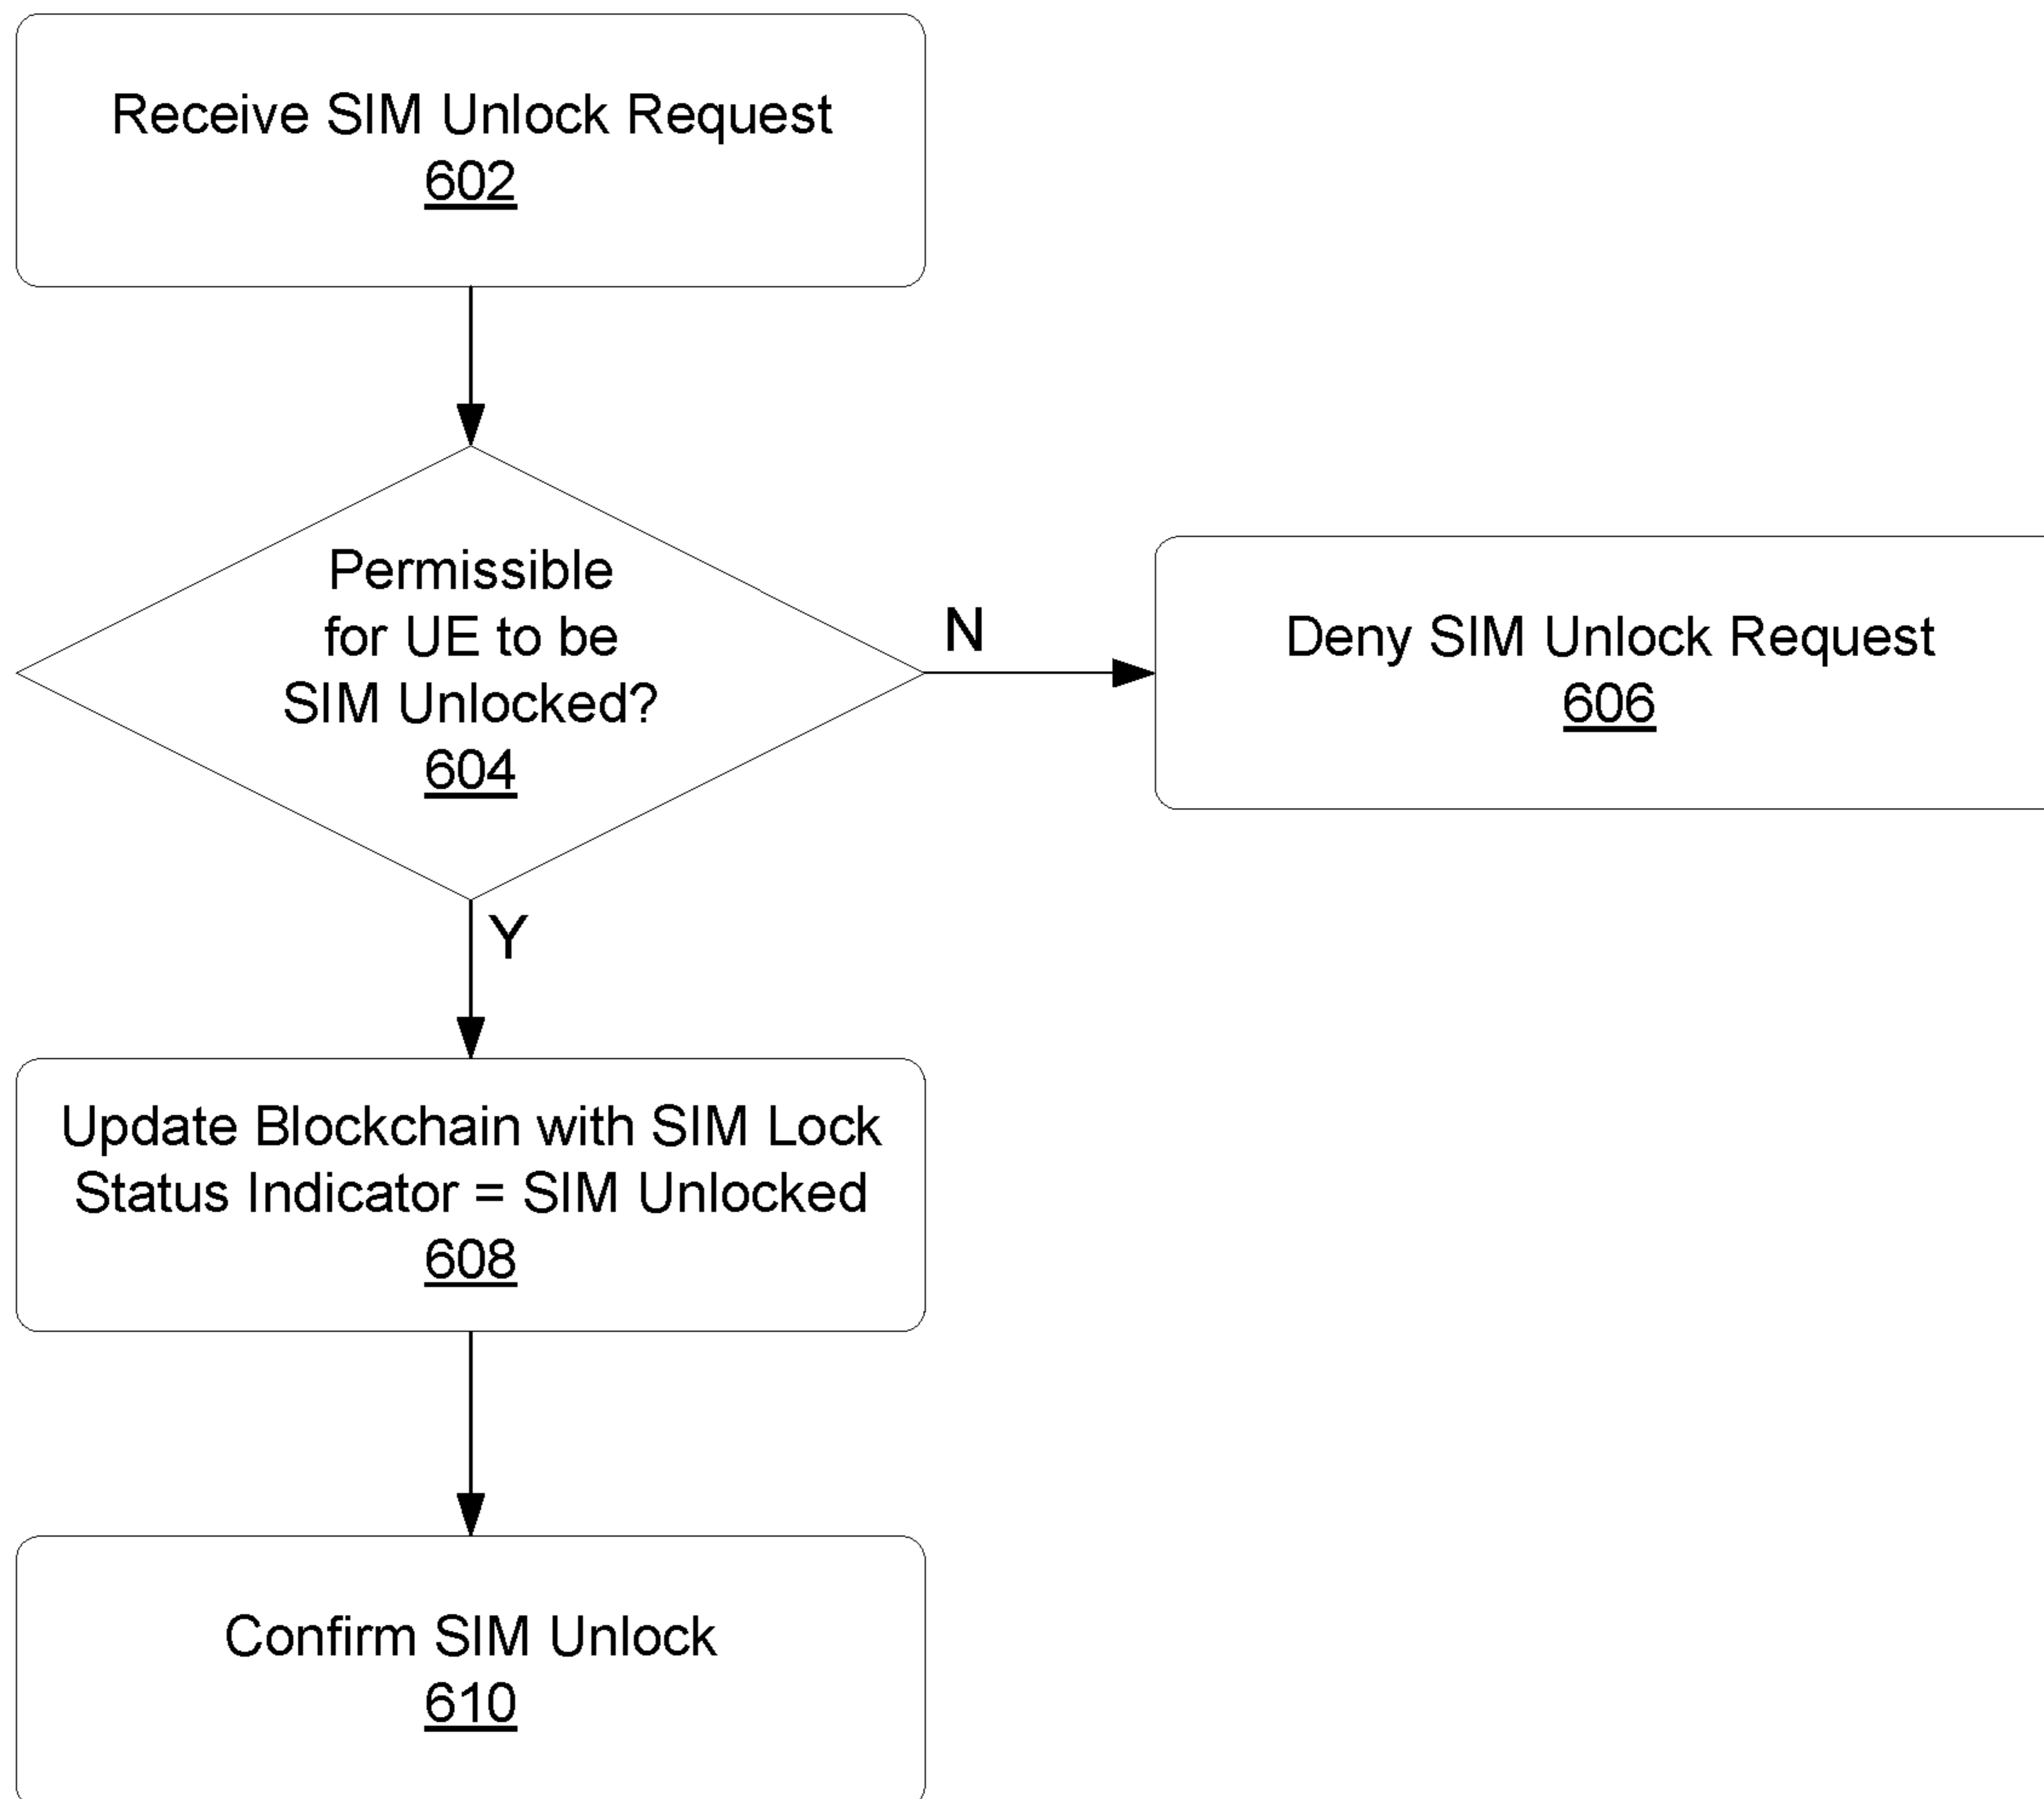 Receive SIM Unlock Request
602
Permissible
for UE to be
SIM Unlocked?
604
N
Deny SIM Unlock Request
606
Y
Update Blockchain with SIM Lock
Status Indicator = SIM Unlocked
608
Confirm SIM Unlock
610